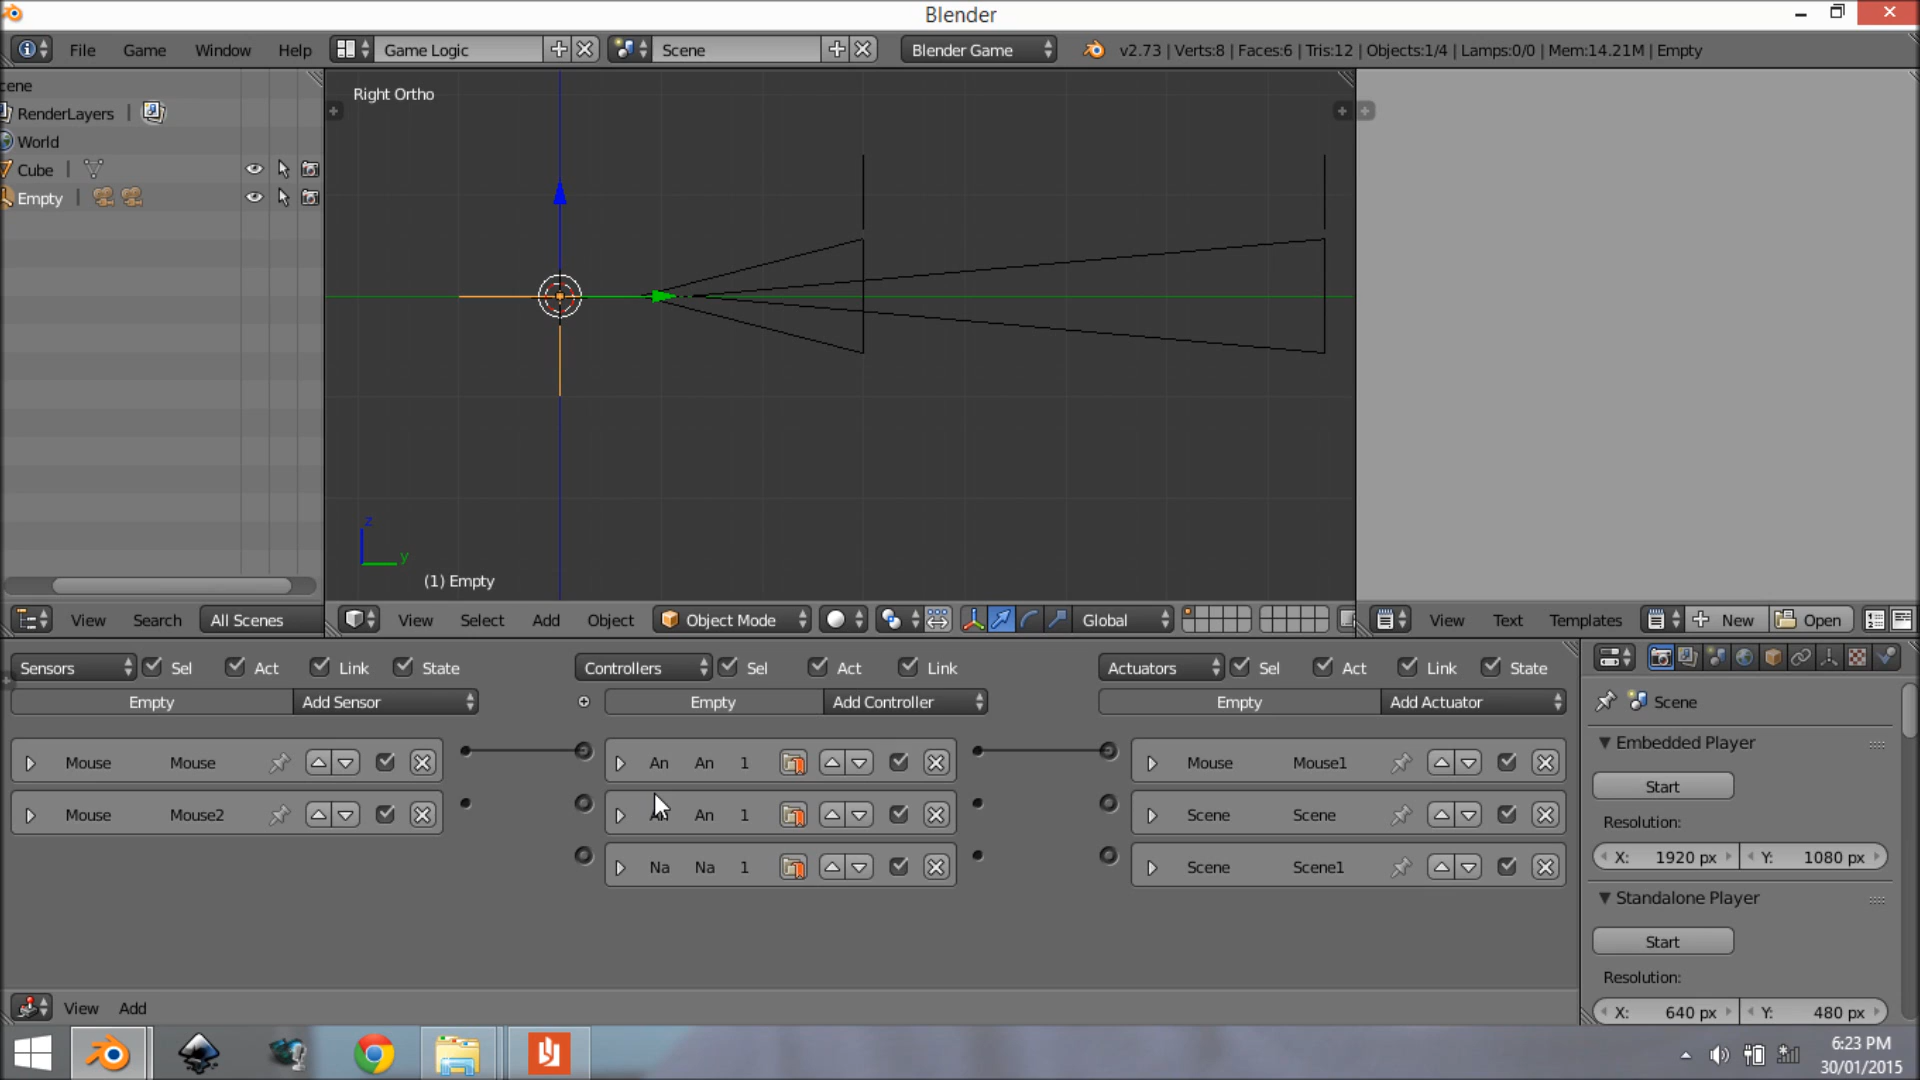 Blender
File Game Window Help Game Logic Scene Blender Game v2.73 | Verts:8 | Faces:6 | Tris:12 | Objects:1/4 | Lamps:0/0 | Mem:14.21M | Empty
cene
RenderLayers
World
Cube
Empty
Right Ortho
z
y
(1) Empty
View Search All Scenes
View Select Add Object Object Mode Global
View Text Templates New Open
Sensors Sel Act Link State
Controllers Sel Act Link
Actuators Sel Act Link State
Empty Add Sensor
Empty Add Controller
Empty Add Actuator
Mouse Mouse
An An 1
Mouse Mouse1
Mouse Mouse2
An 1
Scene Scene
Na Na 1
Scene Scene1
Scene
Embedded Player
Start
Resolution:
X: 1920 px Y: 1080 px
Standalone Player
Start
Resolution:
X: 640 px Y: 480 px
View Add
6:23 PM
30/01/2015